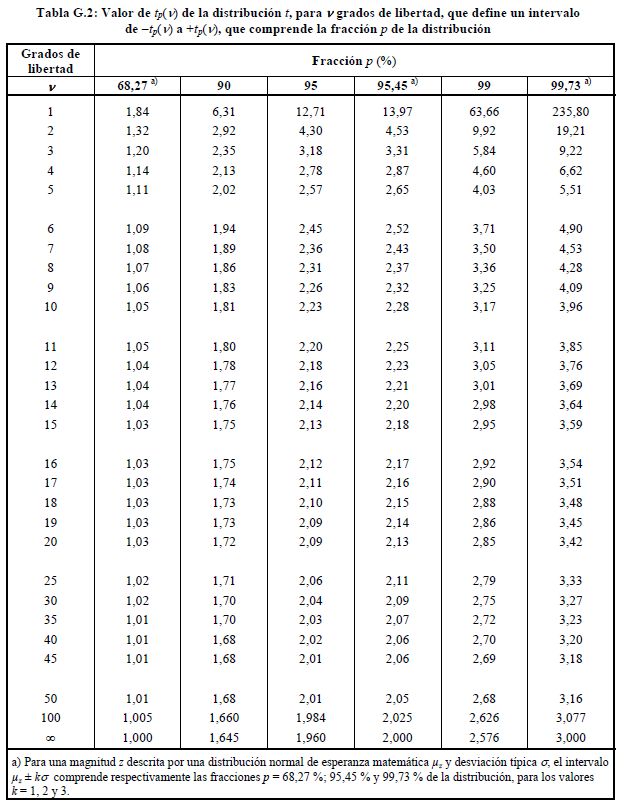 Tabla G.2: Valor de tp(ν) de la distribución t, para ν grados de libertad, que define un intervalo
de –tp(ν) a +tp(ν), que comprende la fracción p de la distribución
Grados de libertad Fracción p (%)
ν 68,27 a) 90 95 95,45 a) 99 99,73 a)
1 1,84 6,31 12,71 13,97 63,66 235,80
2 1,32 2,92 4,30 4,53 9,92 19,21
3 1,20 2,35 3,18 3,31 5,84 9,22
4 1,14 2,13 2,78 2,87 4,60 6,62
5 1,11 2,02 2,57 2,65 4,03 5,51
6 1,09 1,94 2,45 2,52 3,71 4,90
7 1,08 1,89 2,36 2,43 3,50 4,53
8 1,07 1,86 2,31 2,37 3,36 4,28
9 1,06 1,83 2,26 2,32 3,25 4,09
10 1,05 1,81 2,23 2,28 3,17 3,96
11 1,05 1,80 2,20 2,25 3,11 3,85
12 1,04 1,78 2,18 2,23 3,05 3,76
13 1,04 1,77 2,16 2,21 3,01 3,69
14 1,04 1,76 2,14 2,20 2,98 3,64
15 1,03 1,75 2,13 2,18 2,95 3,59
16 1,03 1,75 2,12 2,17 2,92 3,54
17 1,03 1,74 2,11 2,16 2,90 3,51
18 1,03 1,73 2,10 2,15 2,88 3,48
19 1,03 1,73 2,09 2,14 2,86 3,45
20 1,03 1,72 2,09 2,13 2,85 3,42
25 1,02 1,71 2,06 2,11 2,79 3,33
30 1,02 1,70 2,04 2,09 2,75 3,27
35 1,01 1,70 2,03 2,07 2,72 3,23
40 1,01 1,68 2,02 2,06 2,70 3,20
45 1,01 1,68 2,01 2,06 2,69 3,18
50 1,01 1,68 2,01 2,05 2,68 3,16
100 1,005 1,660 1,984 2,025 2,626 3,077
∞ 1,000 1,645 1,960 2,000 2,576 3,000
a) Para una magnitud z descrita por una distribución normal de esperanza matemática μz y desviación típica σ, el intervalo
μz ± kσ comprende respectivamente las fracciones p = 68,27 %; 95,45 % y 99,73 % de la distribución, para los valores
k = 1, 2 y 3.